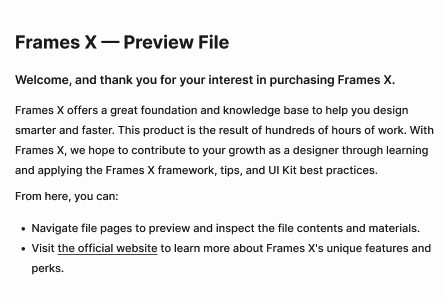 Frames X — Preview File
Welcome, and thank you for your interest in purchasing Frames X.
Frames X offers a great foundation and knowledge base to help you design
smarter and faster. This product is the result of hundreds of hours of work. With
Frames X, we hope to contribute to your growth as a designer through learning
and applying the Frames X framework, tips, and UI Kit best practices.
From here, you can:
• Navigate file pages to preview and inspect the file contents and materials.
• Visit the official website to learn more about Frames X's unique features and
perks.